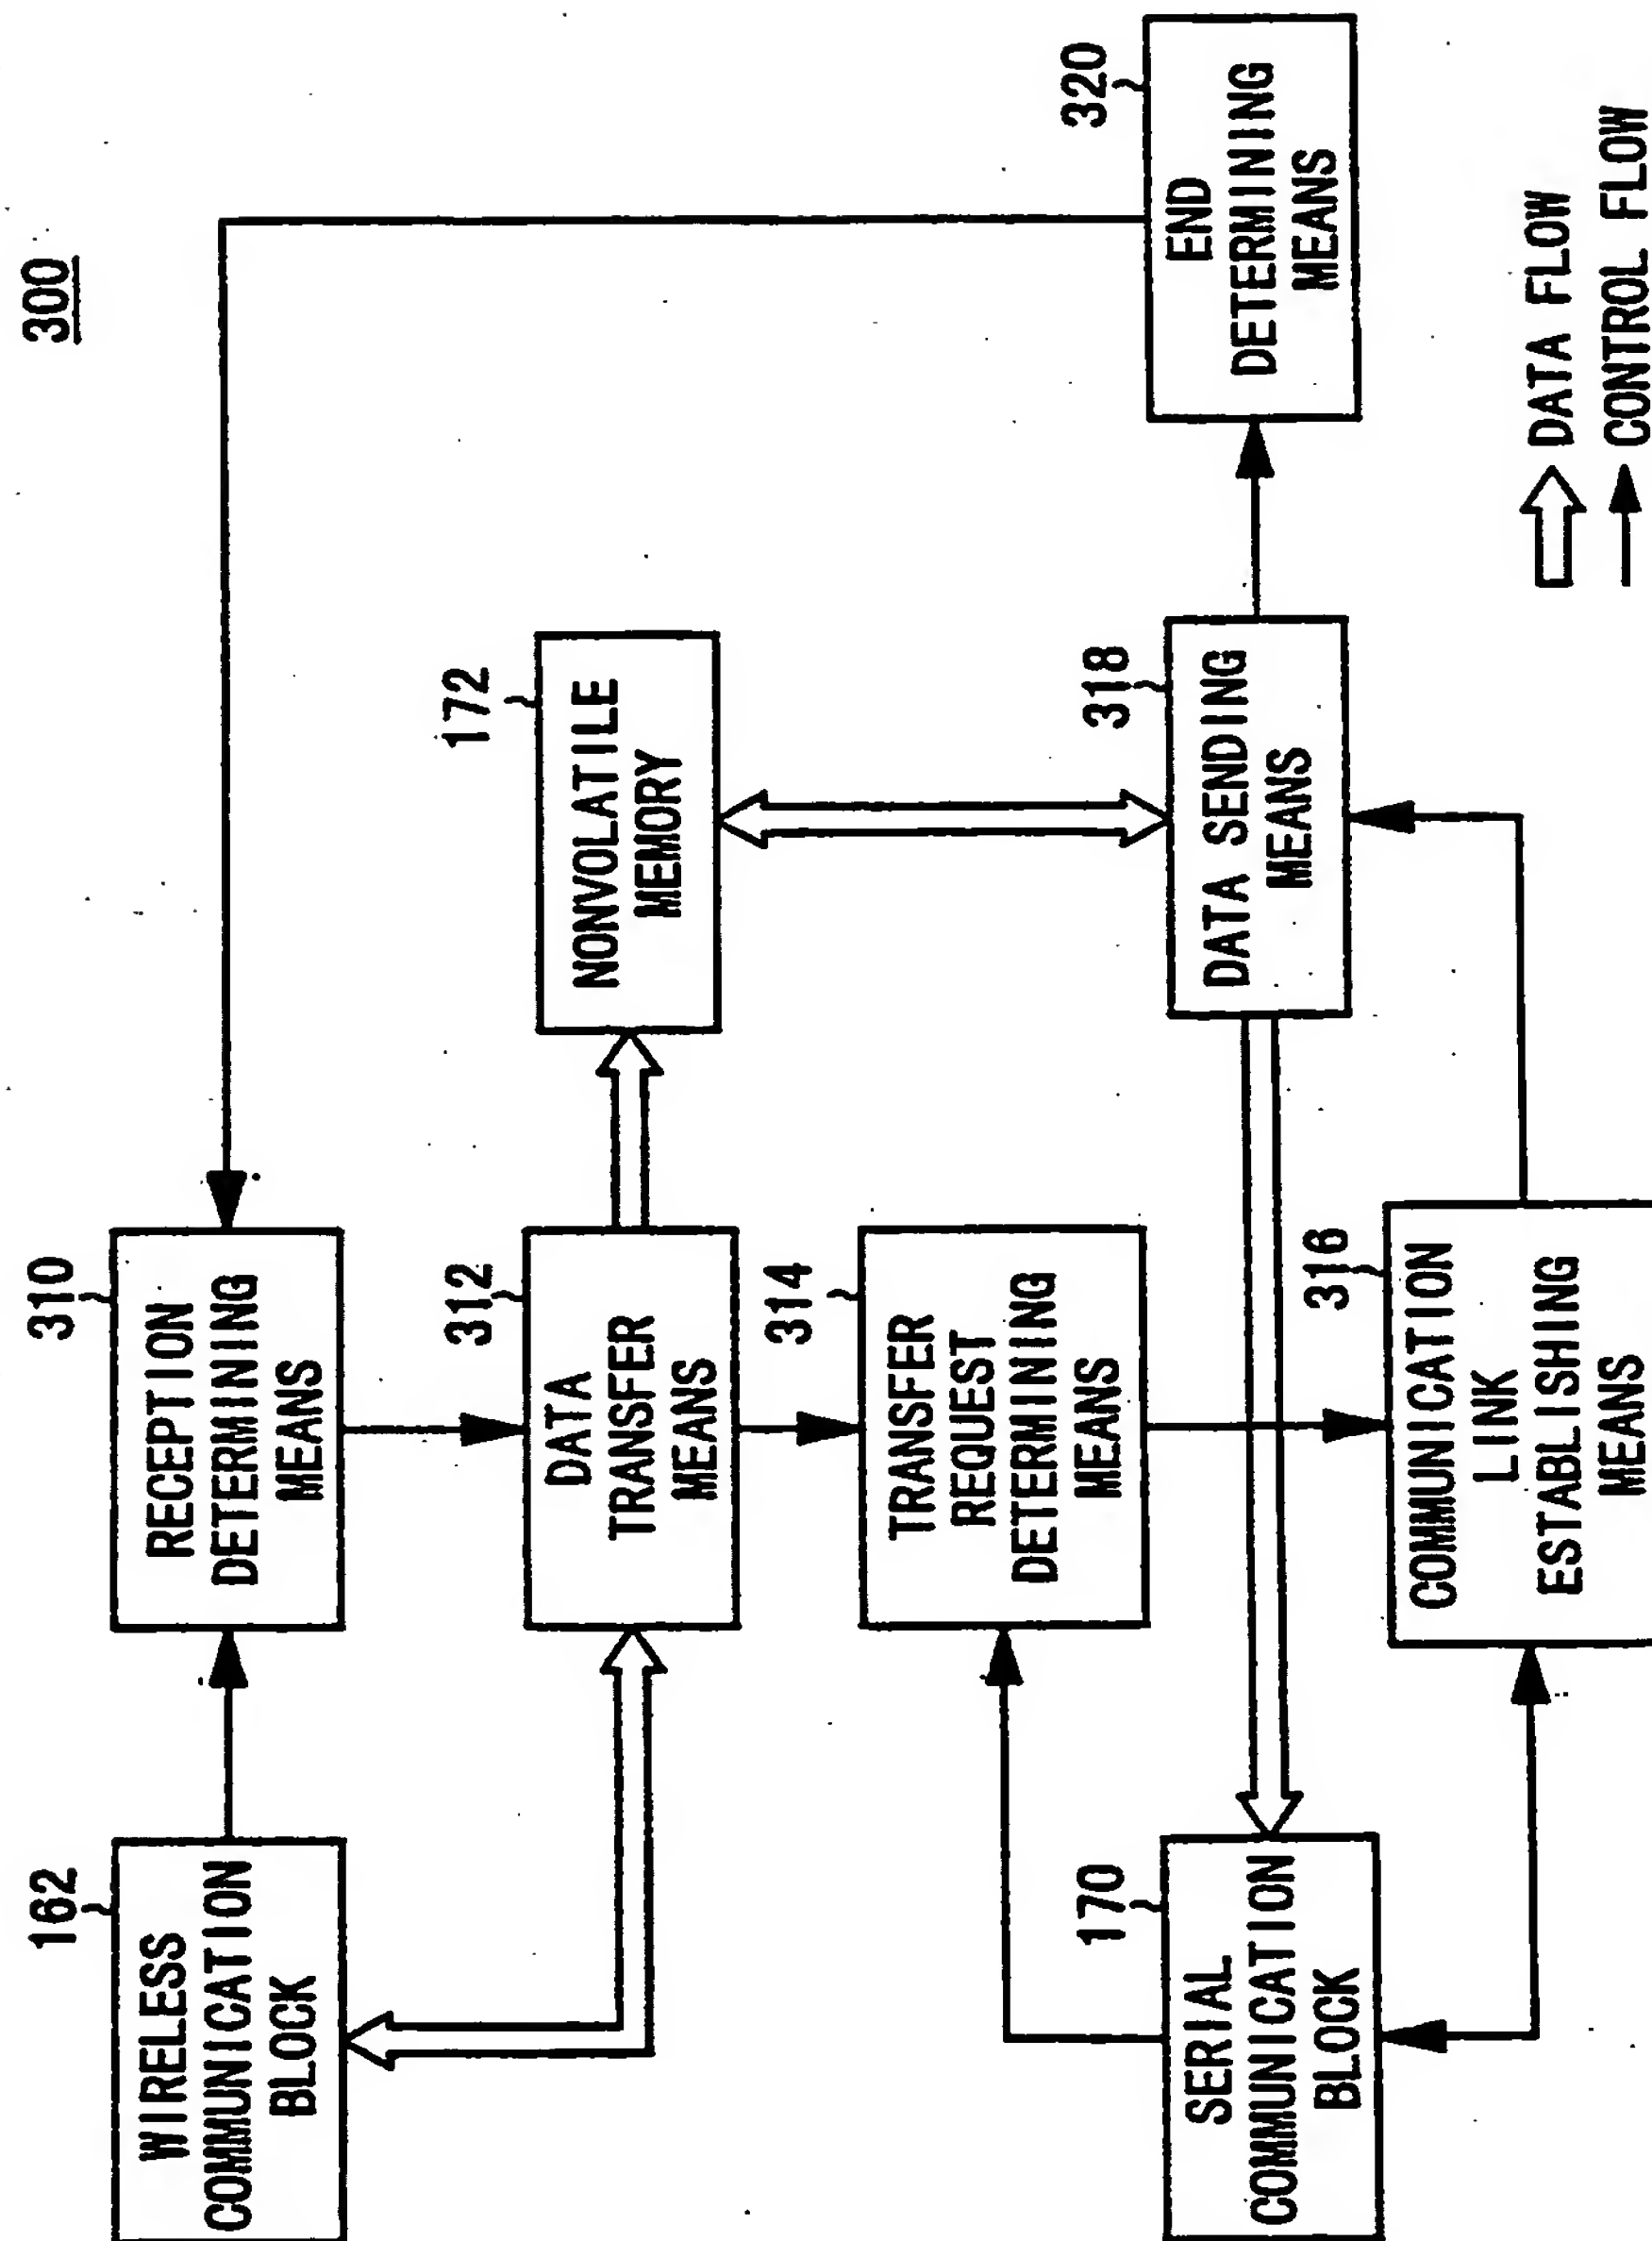 300
162
WIRELESS
COMMUNICATION
BLOCK
310
RECEPTION
DETERMINING
MEANS
312
DATA
TRANSFER
MEANS
172
NONVOLATILE
MEMORY
314
TRANSFER
REQUEST
DETERMINING
MEANS
170
SERIAL
COMMUNICATION
BLOCK
318
DATA SENDING
MEANS
320
END
DETERMINING
MEANS
316
COMMUNICATION
LINK
ESTABLISHING
MEANS
DATA FLOW
CONTROL FLOW